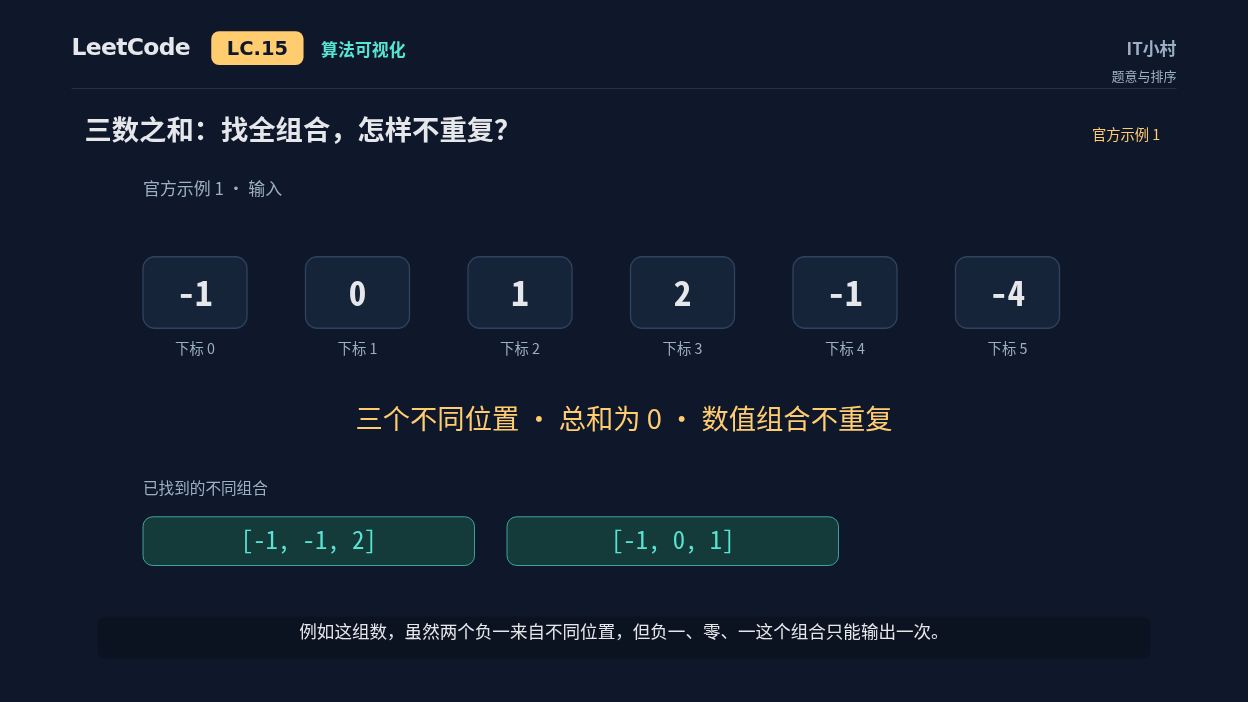 LeetCode LC.15 算法可视化 IT小村
题意与排序
三数之和：找全组合，怎样不重复？ 官方示例 1
官方示例 1 · 输入
-1 0 1 2 -1 -4
下标 0 下标 1 下标 2 下标 3 下标 4 下标 5
三个不同位置 · 总和为 0 · 数值组合不重复
已找到的不同组合
[-1, -1, 2] [-1, 0, 1]
例如这组数，虽然两个负一来自不同位置，但负一、零、一这个组合只能输出一次。